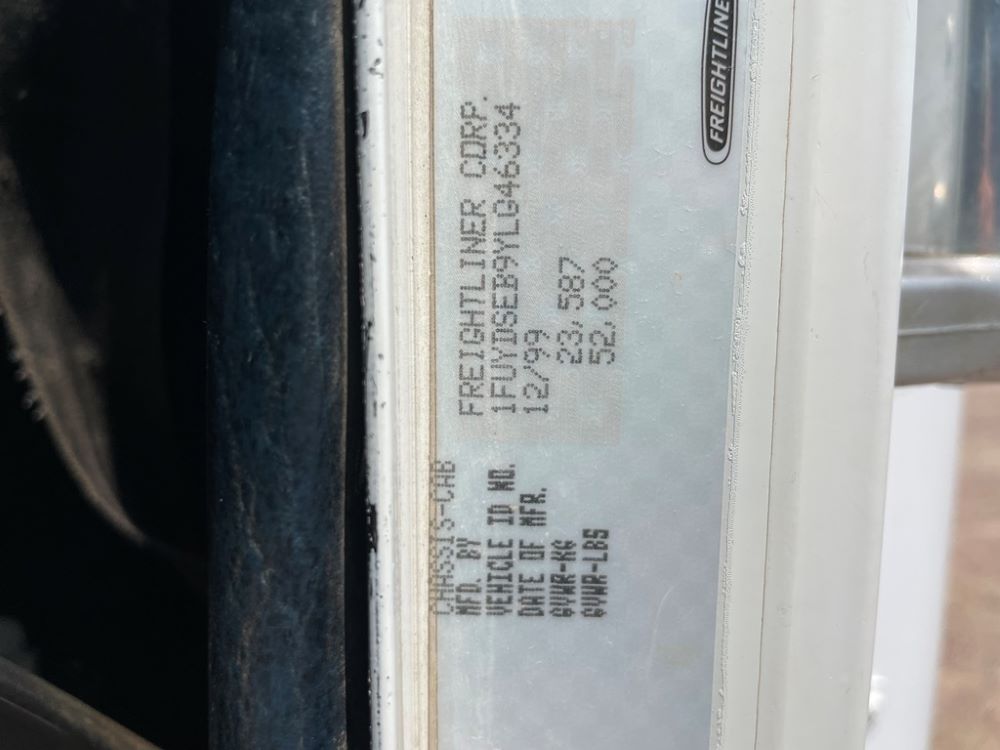 CHASSIS-CAB
MFD. BY FREIGHTLINER CORP.
VEHICLE ID NO. 1FUYDSEB9YLG46334
DATE OF MFR. 12/99
GVWR-KG 23,587
GVWR-LBS 52,000
FREIGHTLINER